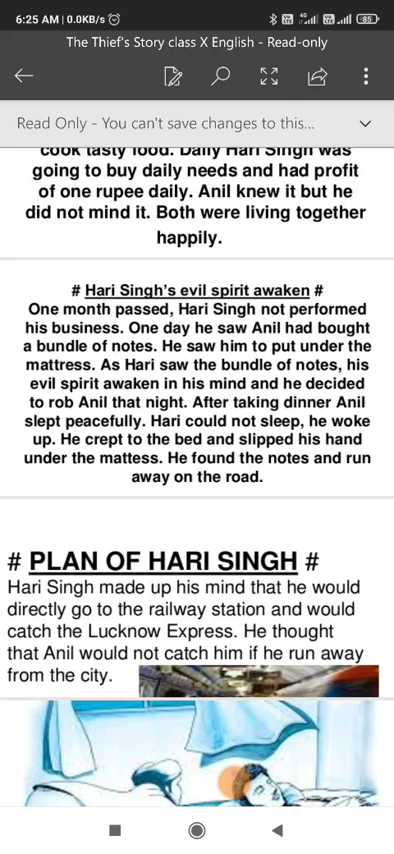 6:25 AM | 0.0KB/s
4G
85
The Thief's Story class X English - Read-only
Read Only - You can't save changes to this...
cook tasty food. Daily Hari Singh was
going to buy daily needs and had profit
of one rupee daily. Anil knew it but he
did not mind it. Both were living together
happily.
# Hari Singh's evil spirit awaken #
One month passed, Hari Singh not performed
his business. One day he saw Anil had bought
a bundle of notes. He saw him to put under the
mattress. As Hari saw the bundle of notes, his
evil spirit awaken in his mind and he decided
to rob Anil that night. After taking dinner Anil
slept peacefully. Hari could not sleep, he woke
up. He crept to the bed and slipped his hand
under the mattess. He found the notes and run
away on the road.
# PLAN OF HARI SINGH #
Hari Singh made up his mind that he would
directly go to the railway station and would
catch the Lucknow Express. He thought
that Anil would not catch him if he run away
from the city.